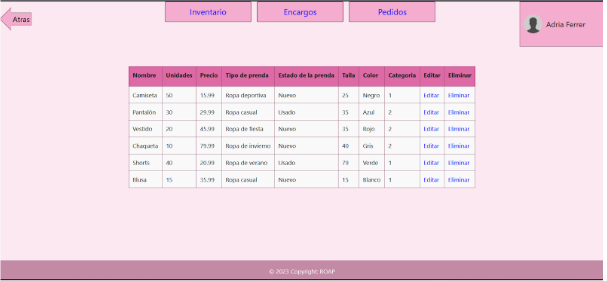 Atras
Inventario Encargos Pedidos
Adria Ferrer
Nombre Unidades Precio Tipo de prenda Estado de la prenda Talla Color Categoria Editar Eliminar
Camiseta 50 15.99 Ropa deportiva Nuevo 25 Negro 1 Editar Eliminar
Pantalón 30 29.99 Ropa casual Usado 35 Azul 2 Editar Eliminar
Vestido 20 45.99 Ropa de fiesta Nuevo 35 Rojo 2 Editar Eliminar
Chaqueta 10 79.99 Ropa de invierno Nuevo 49 Gris 2 Editar Eliminar
Shorts 40 20.99 Ropa de verano Usado 79 Verde 1 Editar Eliminar
Blusa 15 35.99 Ropa casual Nuevo 15 Blanco 1 Editar Eliminar
© 2023 Copylight ROAP